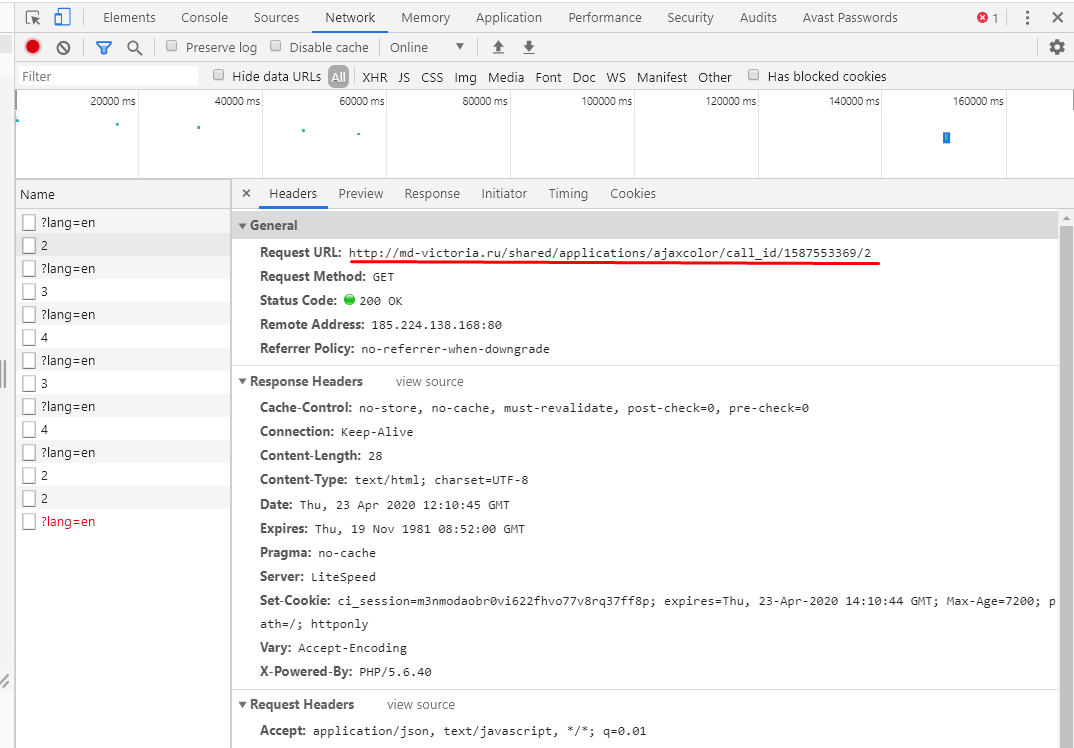 Elements Console Sources Network Memory Application Performance Security Audits Avast Passwords 1
Preserve log Disable cache Online
Filter Hide data URLs All XHR JS CSS Img Media Font Doc WS Manifest Other Has blocked cookies
20000 ms 40000 ms 60000 ms 80000 ms 100000 ms 120000 ms 140000 ms 160000 ms
Name
?lang=en
2
?lang=en
3
?lang=en
4
?lang=en
3
?lang=en
4
?lang=en
2
2
?lang=en
× Headers Preview Response Initiator Timing Cookies
General
Request URL: http://md-victoria.ru/shared/applications/ajaxcolor/call_id/1587553369/2
Request Method: GET
Status Code: 200 OK
Remote Address: 185.224.138.168:80
Referrer Policy: no-referrer-when-downgrade
Response Headers view source
Cache-Control: no-store, no-cache, must-revalidate, post-check=0, pre-check=0
Connection: Keep-Alive
Content-Length: 28
Content-Type: text/html; charset=UTF-8
Date: Thu, 23 Apr 2020 12:10:45 GMT
Expires: Thu, 19 Nov 1981 08:52:00 GMT
Pragma: no-cache
Server: LiteSpeed
Set-Cookie: ci_session=m3nmodaobr0vi622fhvo77v8rq37ff8p; expires=Thu, 23-Apr-2020 14:10:44 GMT; Max-Age=7200; p
ath=/; httponly
Vary: Accept-Encoding
X-Powered-By: PHP/5.6.40
Request Headers view source
Accept: application/json, text/javascript, */*; q=0.01